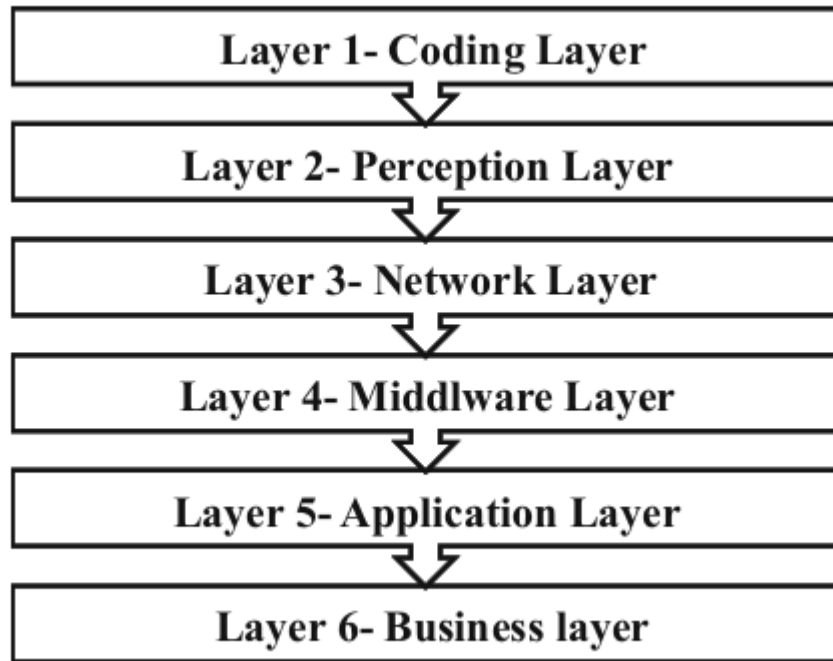 Layer 1- Coding Layer
Layer 2- Perception Layer
Layer 3- Network Layer
Layer 4- Middlware Layer
Layer 5- Application Layer
Layer 6- Business layer